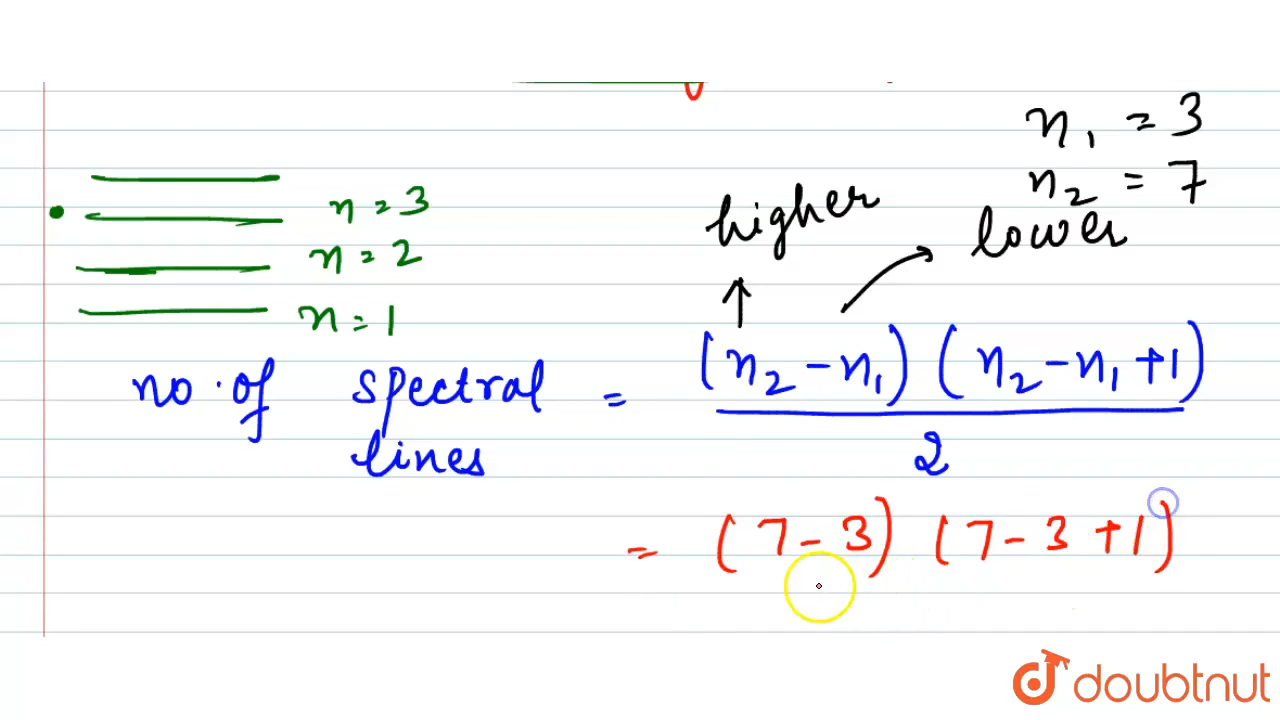 n₁ = 3
n₂ = 7
higher
lower
n = 3
n = 2
n = 1
no. of spectral lines = (n₂ - n₁) (n₂ - n₁ + 1)
2
= (7 - 3) (7 - 3 + 1)
doubtnut